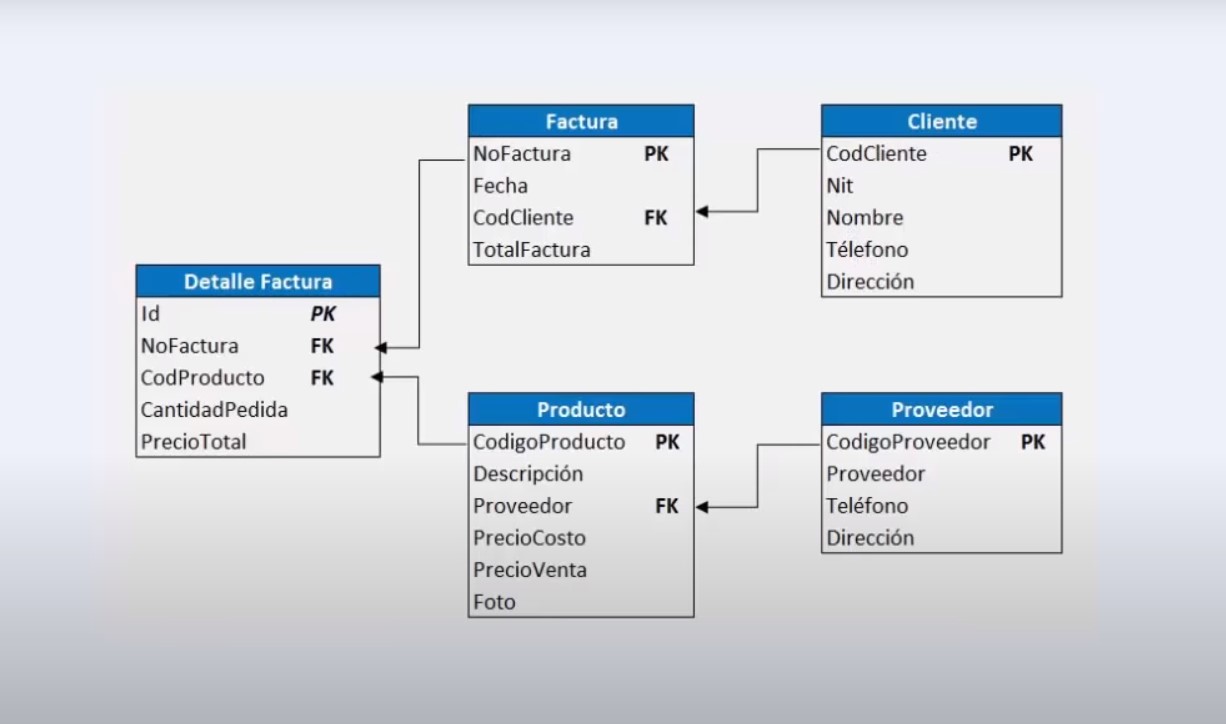 Factura
NoFactura PK
Fecha
CodCliente FK
TotalFactura
Cliente
CodCliente PK
Nit
Nombre
Télefono
Dirección
Detalle Factura
Id PK
NoFactura FK
CodProducto FK
CantidadPedida
PrecioTotal
Producto
CodigoProducto PK
Descripción
Proveedor FK
PrecioCosto
PrecioVenta
Foto
Proveedor
CodigoProveedor PK
Proveedor
Teléfono
Dirección